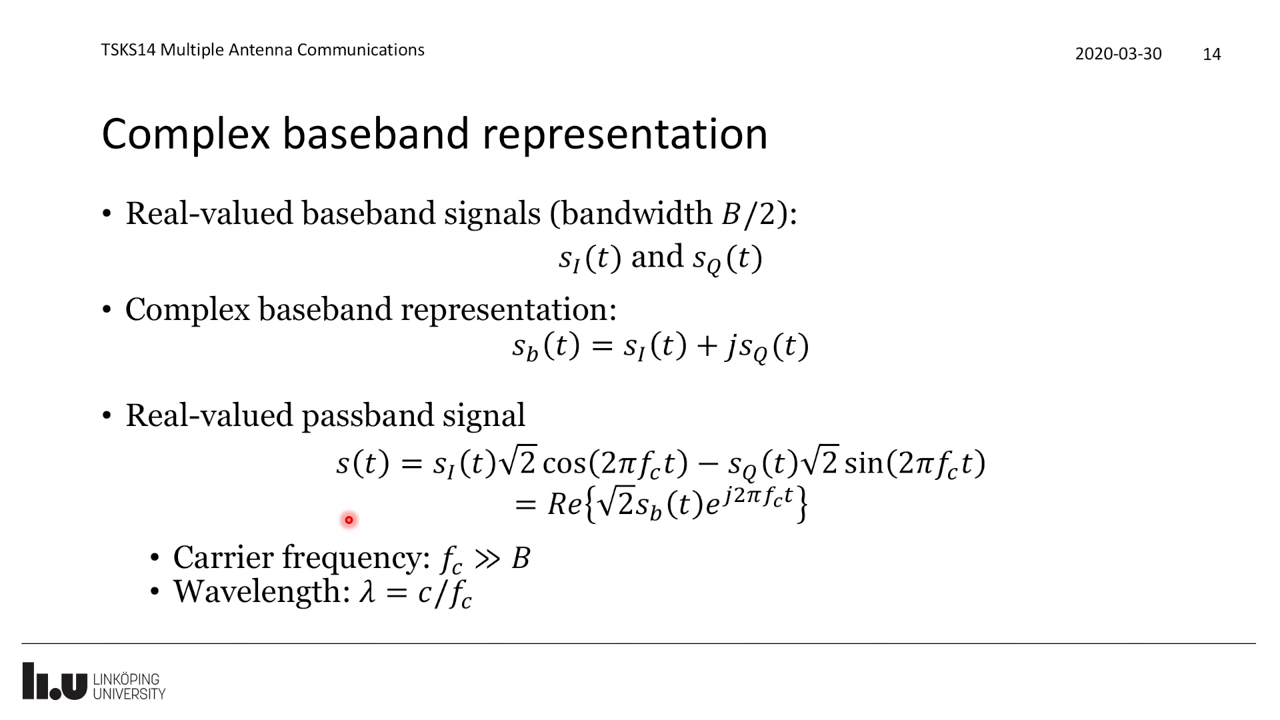 TSKS14 Multiple Antenna Communications
2020-03-30 14
Complex baseband representation
• Real-valued baseband signals (bandwidth B/2):
s_I(t) and s_Q(t)
• Complex baseband representation:
s_b(t) = s_I(t) + js_Q(t)
• Real-valued passband signal
s(t) = s_I(t)√2 cos(2πf_ct) − s_Q(t)√2 sin(2πf_ct)
= Re{√2s_b(t)e^{j2πf_ct}}
• Carrier frequency: f_c ≫ B
• Wavelength: λ = c/f_c
li.u LINKÖPING
UNIVERSITY